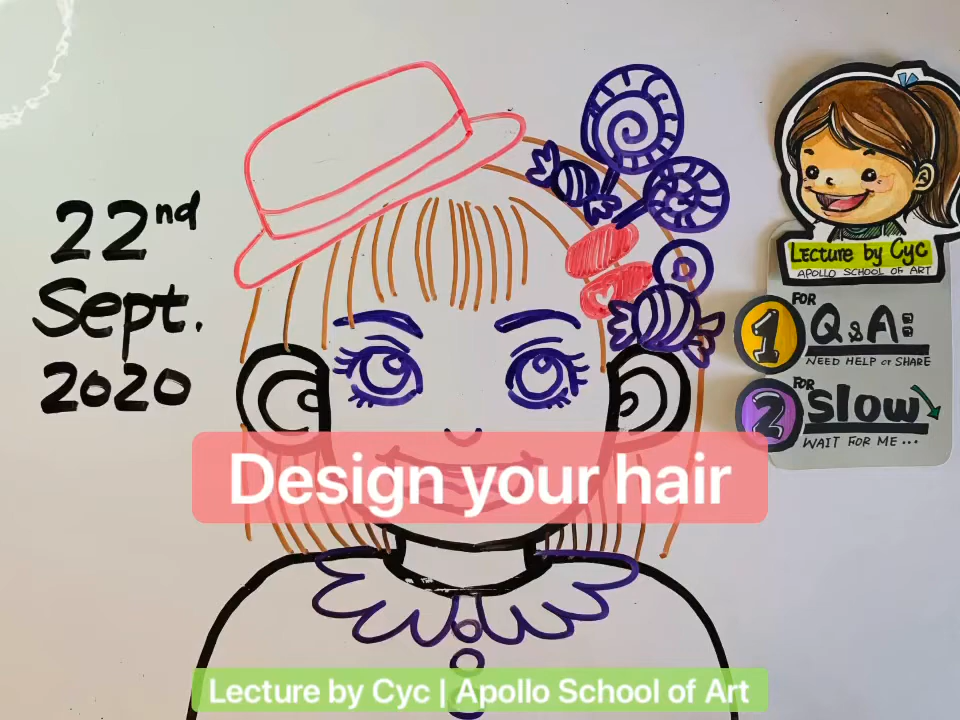 22nd
Sept.
2020
Lecture by Cyc
APOLLO SCHOOL OF ART
1
FOR
Q&A:
NEED HELP or SHARE
2
FOR
slow
WAIT FOR ME...
Design your hair
Lecture by Cyc | Apollo School of Art